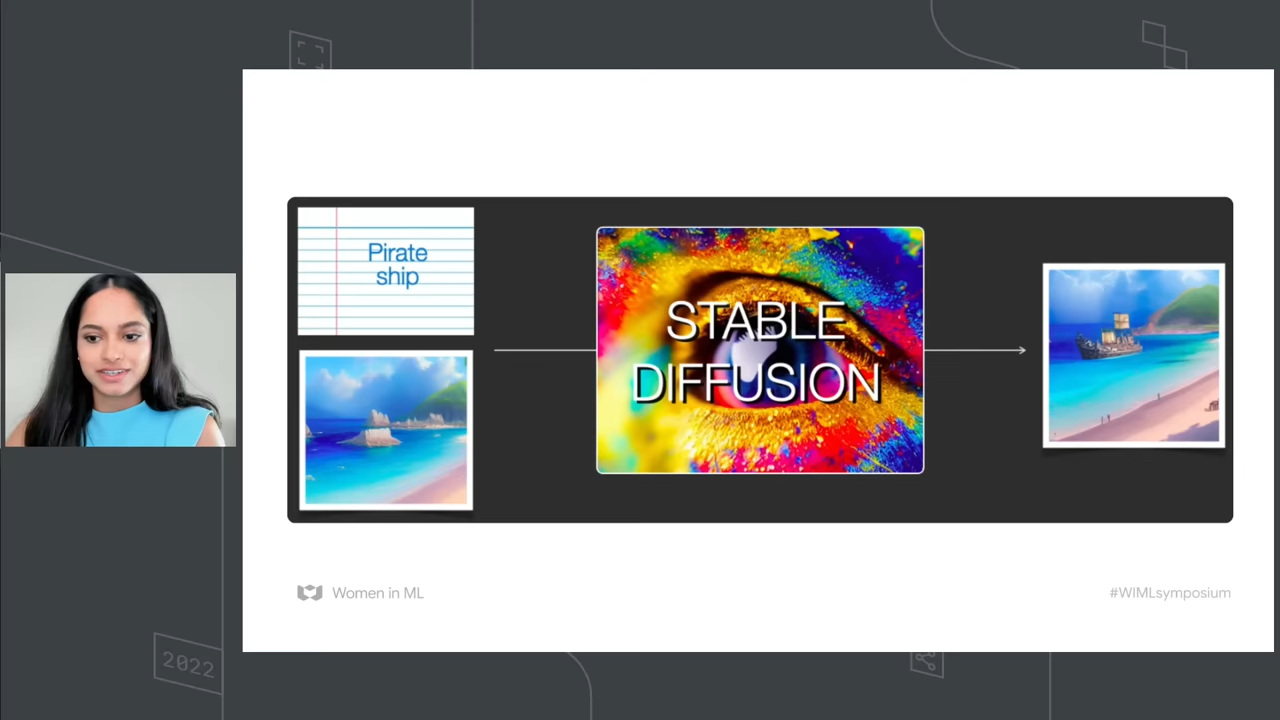 Pirate
ship
STABLE
DIFFUSION
Women in ML
#WIMLsymposium
2022